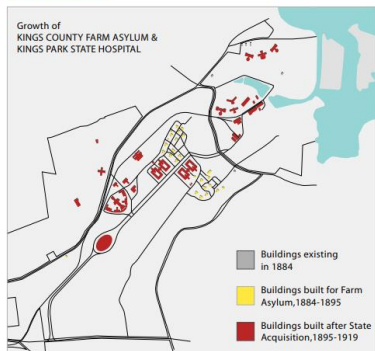 Growth of
KINGS COUNTY FARM ASYLUM &
KINGS PARK STATE HOSPITAL
Buildings existing
in 1884
Buildings built for Farm
Asylum,1884-1895
Buildings built after State
Acquisition,1895-1919